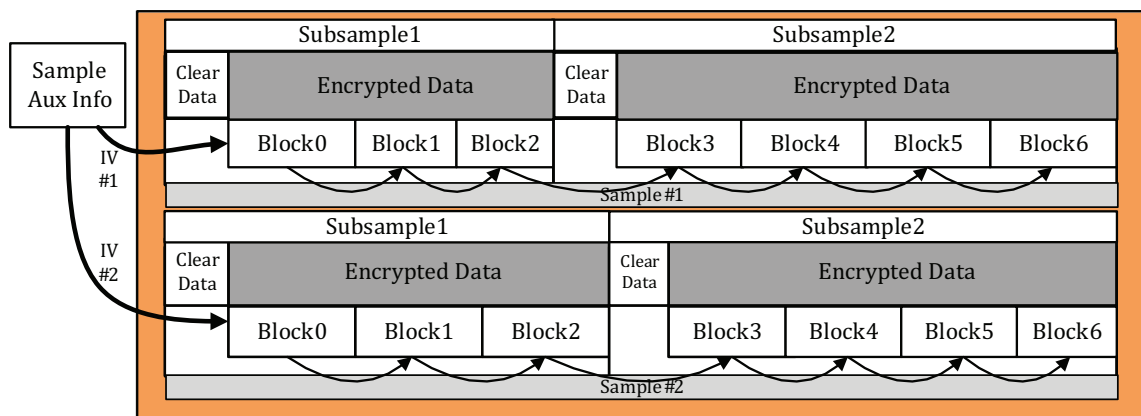 Sample
Aux Info
IV
#1
IV
#2
Subsample1
Subsample2
Clear
Data
Encrypted Data
Clear
Data
Encrypted Data
Block0
Block1
Block2
Block3
Block4
Block5
Block6
Sample #1
Subsample1
Subsample2
Clear
Data
Encrypted Data
Clear
Data
Encrypted Data
Block0
Block1
Block2
Block3
Block4
Block5
Block6
Sample #2